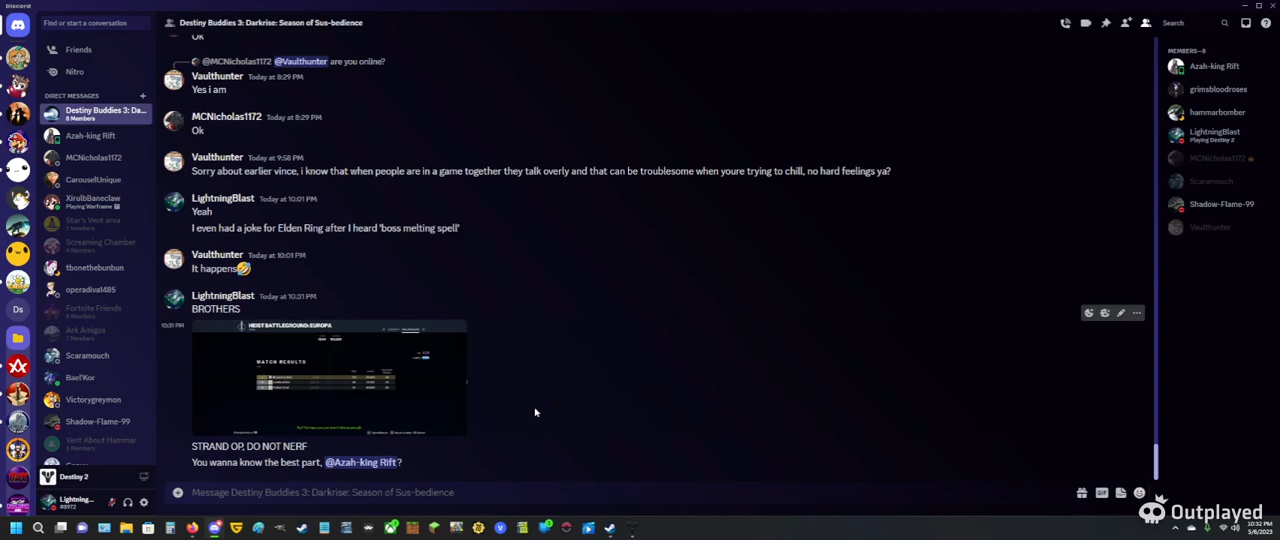 Discord
Find or start a conversation
Destiny Buddies 3: Darkrise: Season of Sus-bedience
Search
Friends
Nitro
DIRECT MESSAGES
Destiny Buddies 3: Da...
8 Members
Azah-king Rift
MCNicholas1172
CarouselUnique
XirulbBaneclaw
Playing Warframe
Star's Vent area
1 Members
Screaming Chamber
4 Members
tbonethebunbun
operadiva1485
Fortnite Friends
Ark Amigos
7 Members
Scaramouch
Bael'Kor
Victorygreymon
Shadow-Flame-99
Vent About Hammar
3 Members
Destiny 2
Lightning...
#8972
Ds
Ok
@MCNicholas1172 @Vaulthunter are you online?
Vaulthunter Today at 8:29 PM
Yes i am
MCNicholas1172 Today at 8:29 PM
Ok
Vaulthunter Today at 9:58 PM
Sorry about earlier vince, i know that when people are in a game together they talk overly and that can be troublesome when youre trying to chill, no hard feelings ya?
LightningBlast Today at 10:01 PM
Yeah
I even had a joke for Elden Ring after I heard 'boss melting spell'
Vaulthunter Today at 10:01 PM
It happens🤣
LightningBlast Today at 10:31 PM
BROTHERS
10:31 PM
HEIST BATTLEGROUND: EUROPA
MATCH RESULTS
STRAND OP, DO NOT NERF
You wanna know the best part, @Azah-king Rift?
Message Destiny Buddies 3: Darkrise: Season of Sus-bedience
GIF
MEMBERS—8
Azah-king Rift
grimsbloodroses
hammarbomber
LightningBlast
Playing Destiny 2
MCNicholas1172
Scaramouch
Shadow-Flame-99
Vaulthunter
Outplayed
10:32 PM
5/6/2023